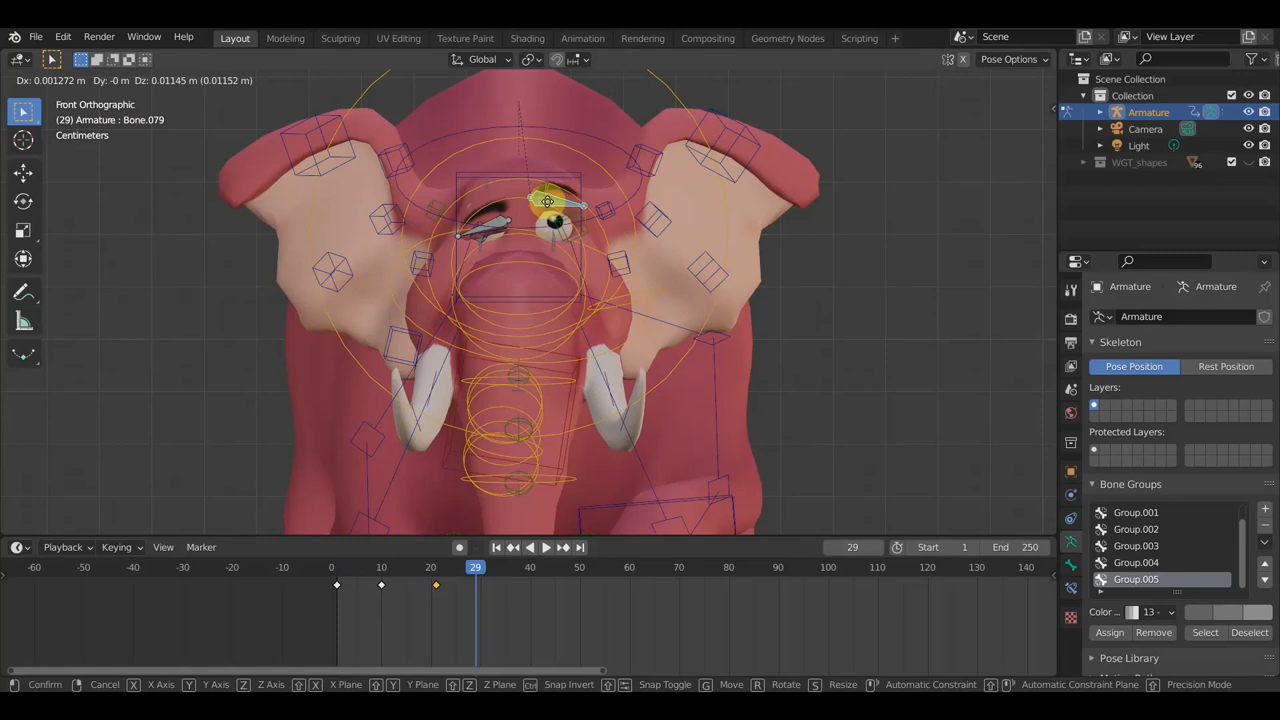 File Edit Render Window Help Layout Modeling Sculpting UV Editing Texture Paint Shading Animation Rendering Compositing Geometry Nodes Scripting + Scene View Layer
Global X Pose Options
Dx: 0.001272 m Dy: -0 m Dz: 0.01145 m (0.01152 m)
Scene Collection
Collection
Armature
Camera
Light
WGT_shapes 96
Front Orthographic
(29) Armature : Bone.079
Centimeters
Armature Armature
Armature
Skeleton
Pose Position Rest Position
Layers:
Protected Layers:
Bone Groups
Group.001
Group.002
Group.003
Group.004
Group.005
Color ... 13 -
Assign Remove Select Deselect
Pose Library
Playback Keying View Marker 29 Start 1 End 250
-60 -50 -40 -30 -20 -10 0 10 20 29 40 50 60 70 80 90 100 110 120 130 140
Confirm Cancel X X Axis Y Y Axis Z Z Axis X X Plane Y Y Plane Z Z Plane Ctrl Snap Invert Snap Toggle G Move R Rotate S Resize Automatic Constraint Automatic Constraint Plane Precision Mode